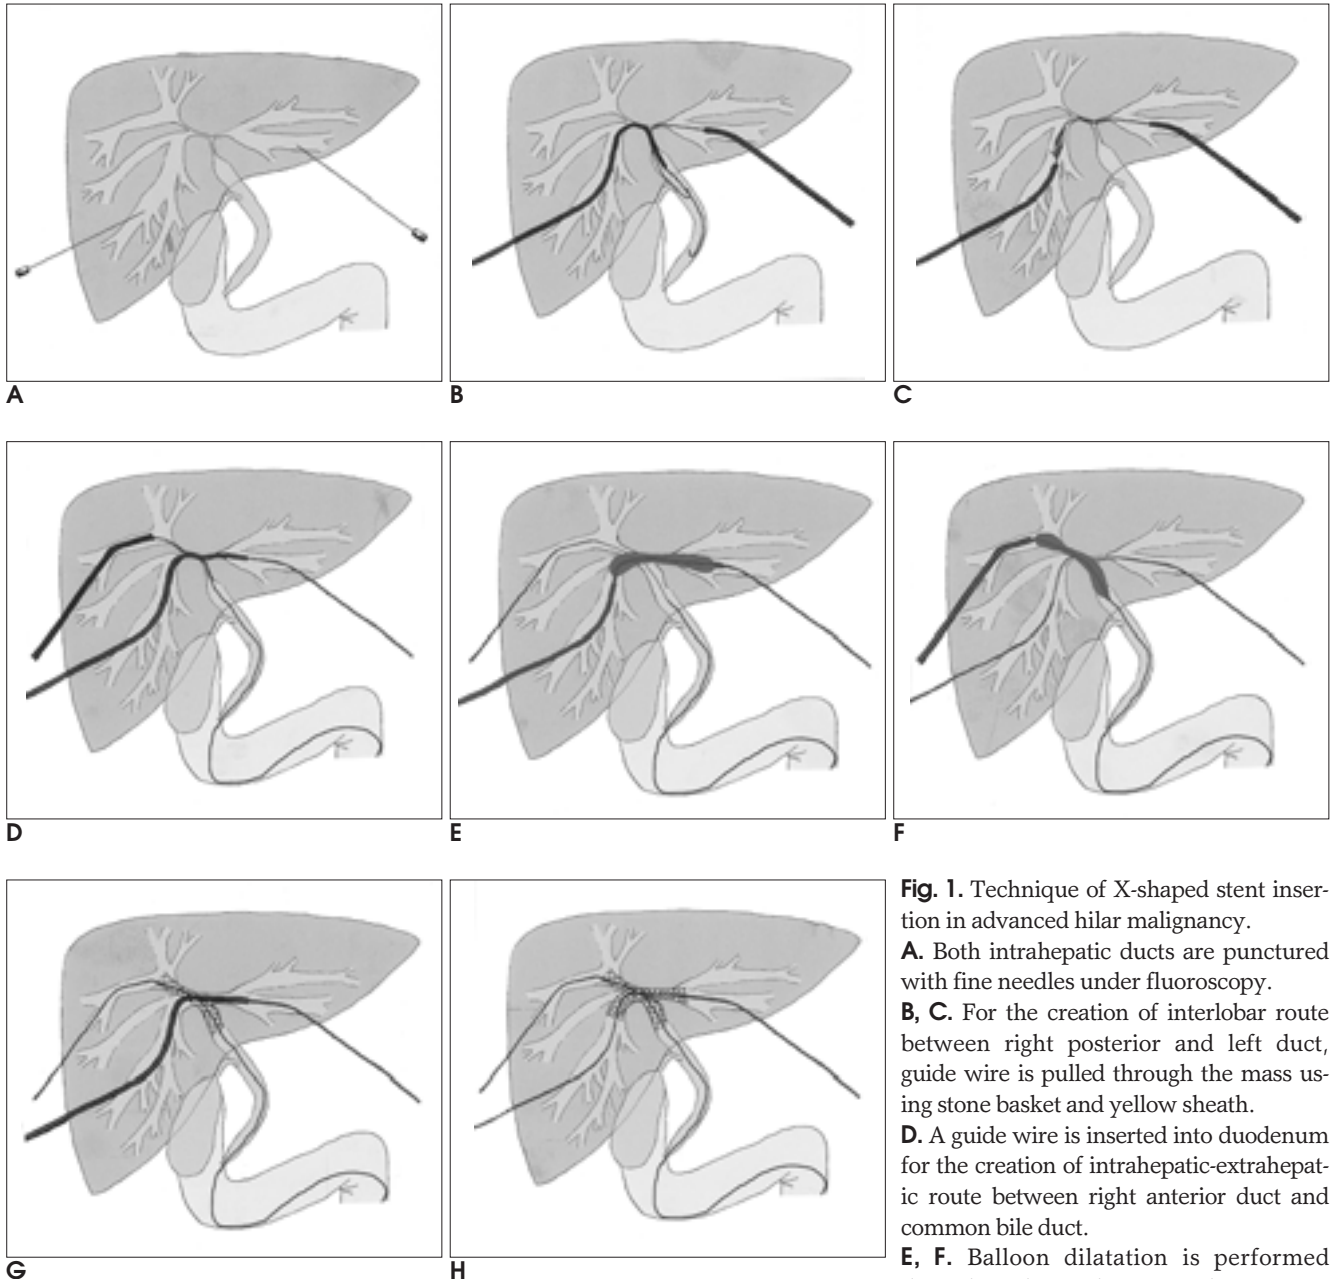 A
B
C
D
E
F
G
H
Fig. 1. Technique of X-shaped stent inser-
tion in advanced hilar malignancy.
A. Both intrahepatic ducts are punctured
with fine needles under fluoroscopy.
B, C. For the creation of interlobar route
between right posterior and left duct,
guide wire is pulled through the mass us-
ing stone basket and yellow sheath.
D. A guide wire is inserted into duodenum
for the creation of intrahepatic-extrahepat-
ic route between right anterior duct and
common bile duct.
E, F. Balloon dilatation is performed